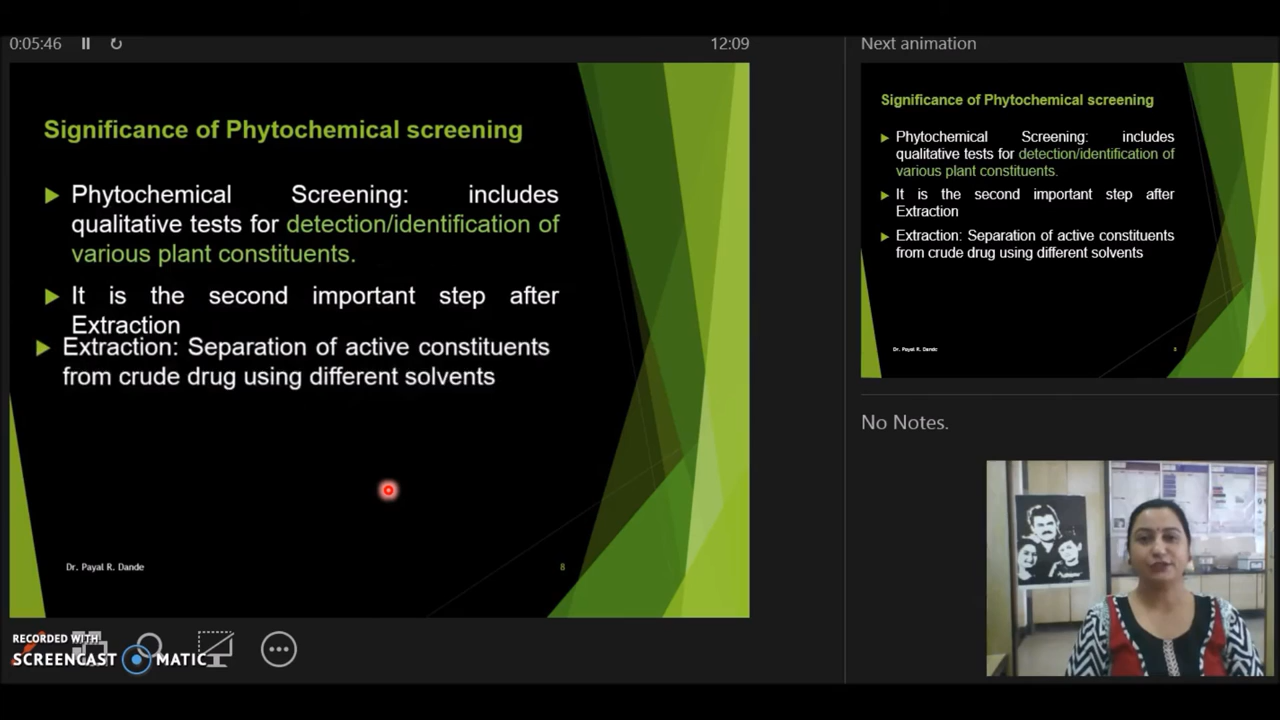 0:05:46
12:09
Significance of Phytochemical screening
Phytochemical Screening: includes
qualitative tests for detection/identification of
various plant constituents.
It is the second important step after
Extraction
Extraction: Separation of active constituents
from crude drug using different solvents
Dr. Payal R. Dande
8
RECORDED WITH
SCREENCAST MATIC
Next animation
Significance of Phytochemical screening
Phytochemical Screening: includes
qualitative tests for detection/identification of
various plant constituents.
It is the second important step after
Extraction
Extraction: Separation of active constituents
from crude drug using different solvents
Dr. Payal R. Dande
8
No Notes.